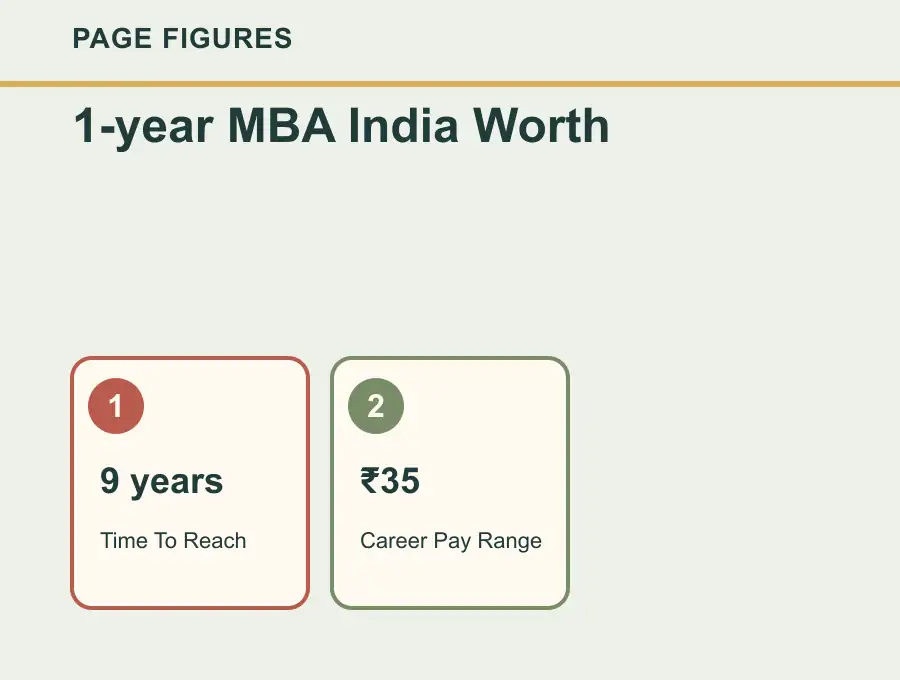 PAGE FIGURES
1-year MBA India Worth
1
9 years
Time To Reach
2
₹35
Career Pay Range